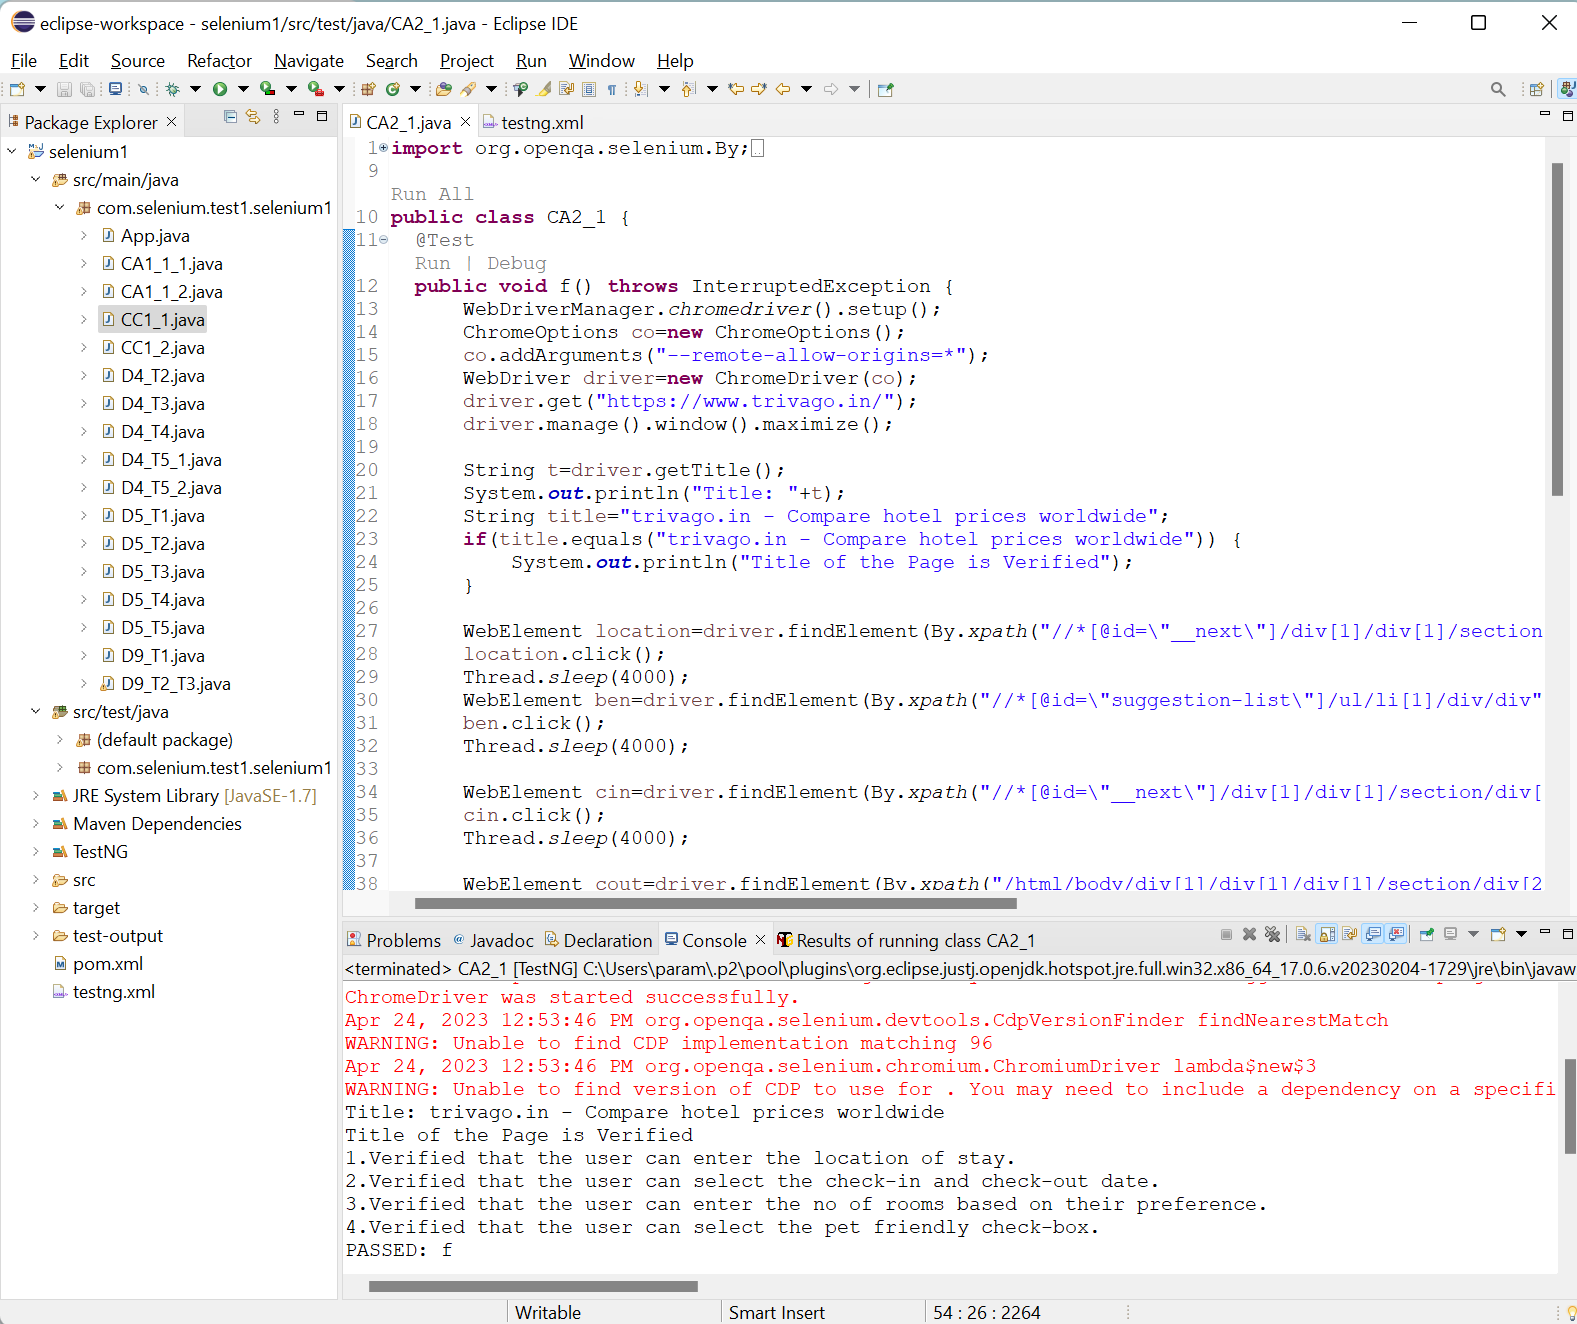 eclipse-workspace - selenium1/src/test/java/CA2_1.java - Eclipse IDE
File Edit Source Refactor Navigate Search Project Run Window Help
Package Explorer
selenium1
src/main/java
com.selenium.test1.selenium1
App.java
CA1_1_1.java
CA1_1_2.java
CC1_1.java
CC1_2.java
D4_T2.java
D4_T3.java
D4_T4.java
D4_T5_1.java
D4_T5_2.java
D5_T1.java
D5_T2.java
D5_T3.java
D5_T4.java
D5_T5.java
D9_T1.java
D9_T2_T3.java
src/test/java
(default package)
com.selenium.test1.selenium1
JRE System Library [JavaSE-1.7]
Maven Dependencies
TestNG
src
target
test-output
pom.xml
testng.xml
CA2_1.java testng.xml
1 import org.openqa.selenium.By;
9
Run All
10 public class CA2_1 {
11 @Test
Run | Debug
12 public void f() throws InterruptedException {
13 WebDriverManager.chromedriver().setup();
14 ChromeOptions co=new ChromeOptions();
15 co.addArguments("--remote-allow-origins=*");
16 WebDriver driver=new ChromeDriver(co);
17 driver.get("https://www.trivago.in/");
18 driver.manage().window().maximize();
19
20 String t=driver.getTitle();
21 System.out.println("Title: "+t);
22 String title="trivago.in - Compare hotel prices worldwide";
23 if(title.equals("trivago.in - Compare hotel prices worldwide")) {
24 System.out.println("Title of the Page is Verified");
25 }
26
27 WebElement location=driver.findElement(By.xpath("//*[@id=\"__next\"]/div[1]/div[1]/section
28 location.click();
29 Thread.sleep(4000);
30 WebElement ben=driver.findElement(By.xpath("//*[@id=\"suggestion-list\"]/ul/li[1]/div/div"
31 ben.click();
32 Thread.sleep(4000);
33
34 WebElement cin=driver.findElement(By.xpath("//*[@id=\"__next\"]/div[1]/div[1]/section/div[
35 cin.click();
36 Thread.sleep(4000);
37
38 WebElement cout=driver.findElement(By.xpath("/html/body/div[1]/div[1]/div[1]/section/div[2
Problems Javadoc Declaration Console Results of running class CA2_1
<terminated> CA2_1 [TestNG] C:\Users\param\.p2\pool\plugins\org.eclipse.justj.openjdk.hotspot.jre.full.win32.x86_64_17.0.6.v20230204-1729\jre\bin\javaw
ChromeDriver was started successfully.
Apr 24, 2023 12:53:46 PM org.openqa.selenium.devtools.CdpVersionFinder findNearestMatch
WARNING: Unable to find CDP implementation matching 96
Apr 24, 2023 12:53:46 PM org.openqa.selenium.chromium.ChromiumDriver lambda$new$3
WARNING: Unable to find version of CDP to use for . You may need to include a dependency on a specifi
Title: trivago.in - Compare hotel prices worldwide
Title of the Page is Verified
1.Verified that the user can enter the location of stay.
2.Verified that the user can select the check-in and check-out date.
3.Verified that the user can enter the no of rooms based on their preference.
4.Verified that the user can select the pet friendly check-box.
PASSED: f
Writable Smart Insert 54 : 26 : 2264